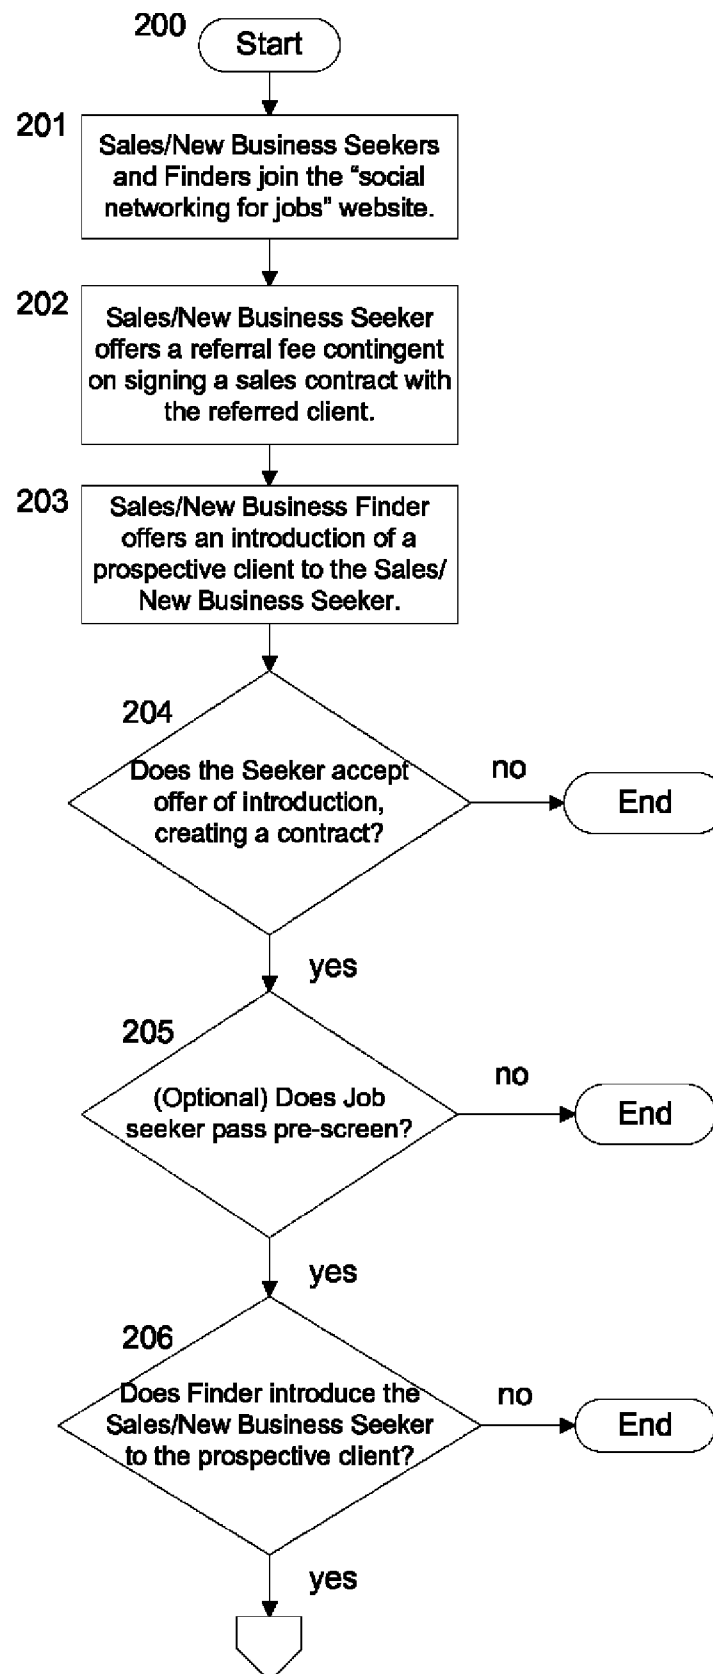 200
Start
201
Sales/New Business Seekers
and Finders join the “social
networking for jobs” website.
202
Sales/New Business Seeker
offers a referral fee contingent
on signing a sales contract with
the referred client.
203
Sales/New Business Finder
offers an introduction of a
prospective client to the Sales/
New Business Seeker.
204
Does the Seeker accept
offer of introduction,
creating a contract?
no
End
yes
205
(Optional) Does Job
seeker pass pre-screen?
no
End
yes
206
Does Finder introduce the
Sales/New Business Seeker
to the prospective client?
no
End
yes